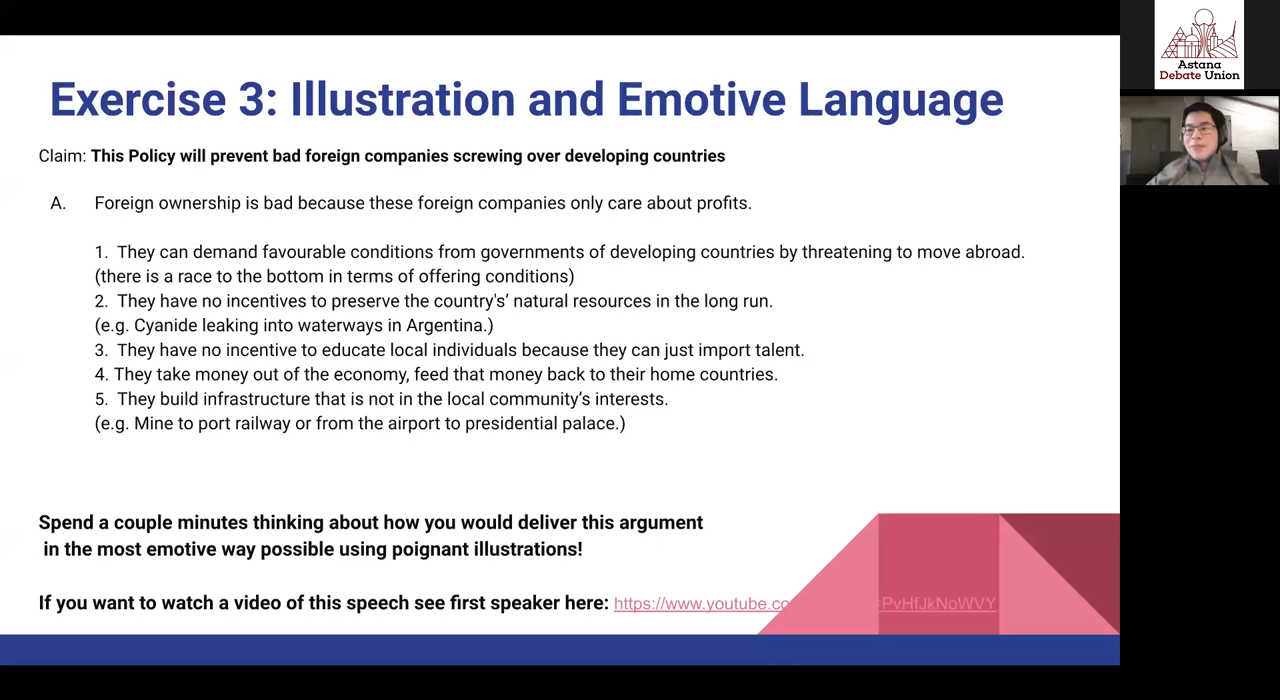 Exercise 3: Illustration and Emotive Language
Claim: This Policy will prevent bad foreign companies screwing over developing countries
A. Foreign ownership is bad because these foreign companies only care about profits.
1. They can demand favourable conditions from governments of developing countries by threatening to move abroad.
(there is a race to the bottom in terms of offering conditions)
2. They have no incentives to preserve the country's’ natural resources in the long run.
(e.g. Cyanide leaking into waterways in Argentina.)
3. They have no incentive to educate local individuals because they can just import talent.
4. They take money out of the economy, feed that money back to their home countries.
5. They build infrastructure that is not in the local community’s interests.
(e.g. Mine to port railway or from the airport to presidential palace.)
Spend a couple minutes thinking about how you would deliver this argument
in the most emotive way possible using poignant illustrations!
If you want to watch a video of this speech see first speaker here: https://www.youtube.co =PvHfJkNoWVY
Astana
Debate Union